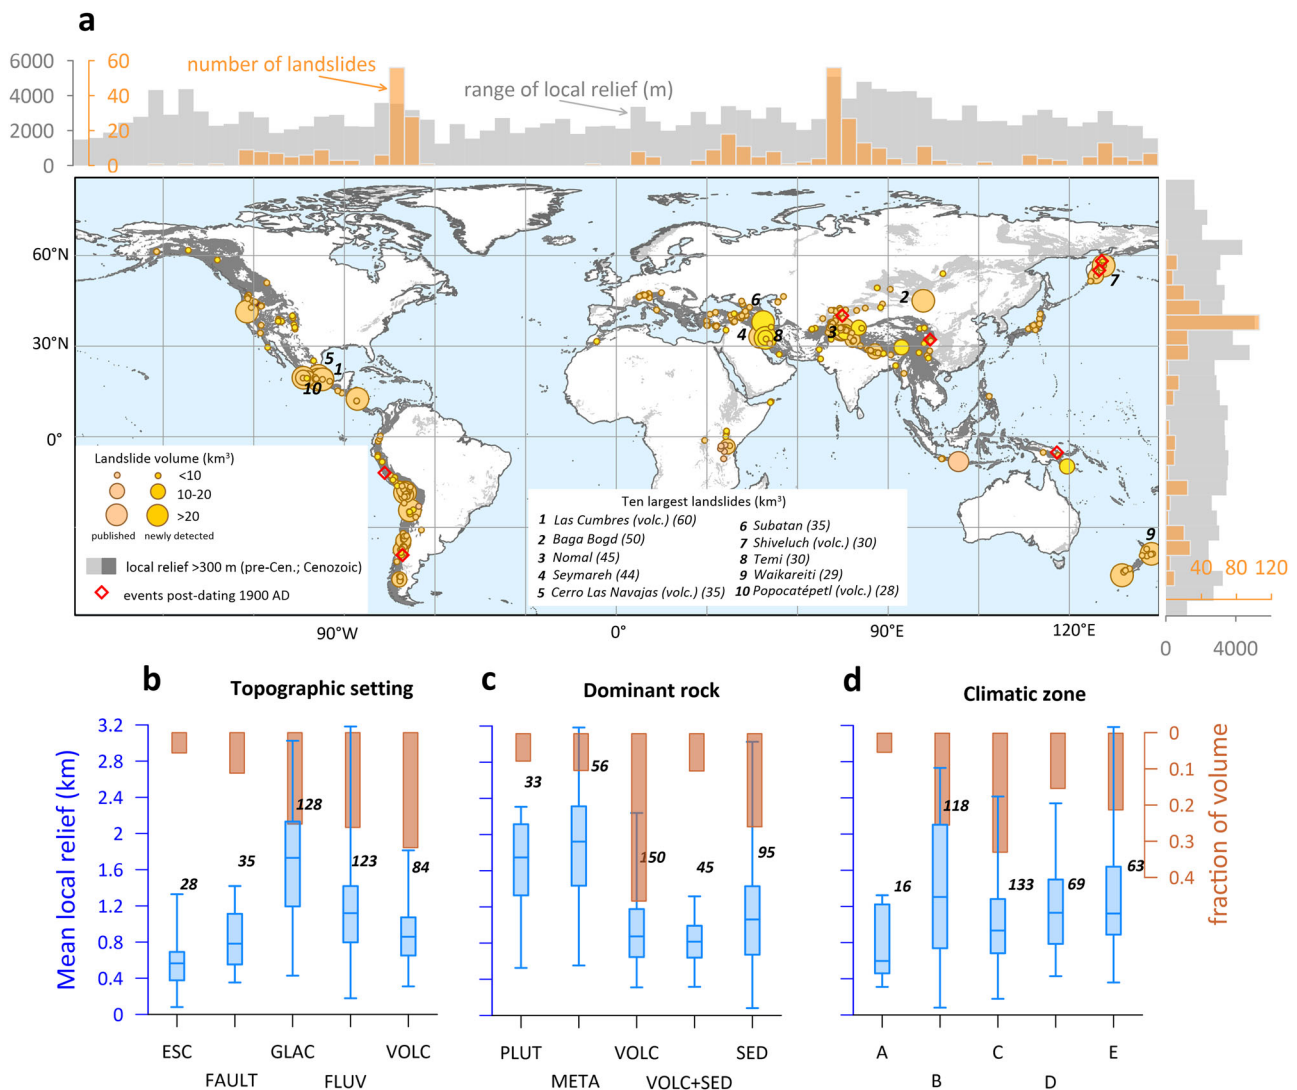 a
6000 60
number of landslides
4000 40
range of local relief (m)
2000 20
0 0
60°N
30°N
0°
2
6
7
4
8
3
5
1
10
9
Landslide volume (km³)
<10
10-20
>20
published newly detected
local relief >300 m (pre-Cen.; Cenozoic)
events post-dating 1900 AD
Ten largest landslides (km³)
1 Las Cumbres (volc.) (60)
2 Baga Bogd (50)
3 Nomal (45)
4 Seymareh (44)
5 Cerro Las Navajas (volc.) (35)
6 Subatan (35)
7 Shiveluch (volc.) (30)
8 Temi (30)
9 Waikareiti (29)
10 Popocatépetl (volc.) (28)
40 80 120
90°W 0° 90°E 120°E
0 4000
b Topographic setting
Mean local relief (km)
3.2
2.8
2.4
2
1.6
1.2
0.8
0.4
0
28
35
128
123
84
ESC GLAC VOLC
FAULT FLUV
c Dominant rock
33
56
150
45
95
PLUT VOLC SED
META VOLC+SED
d Climatic zone
16
118
133
69
63
0
0.1
0.2
0.3
0.4
fraction of volume
A C E
B D